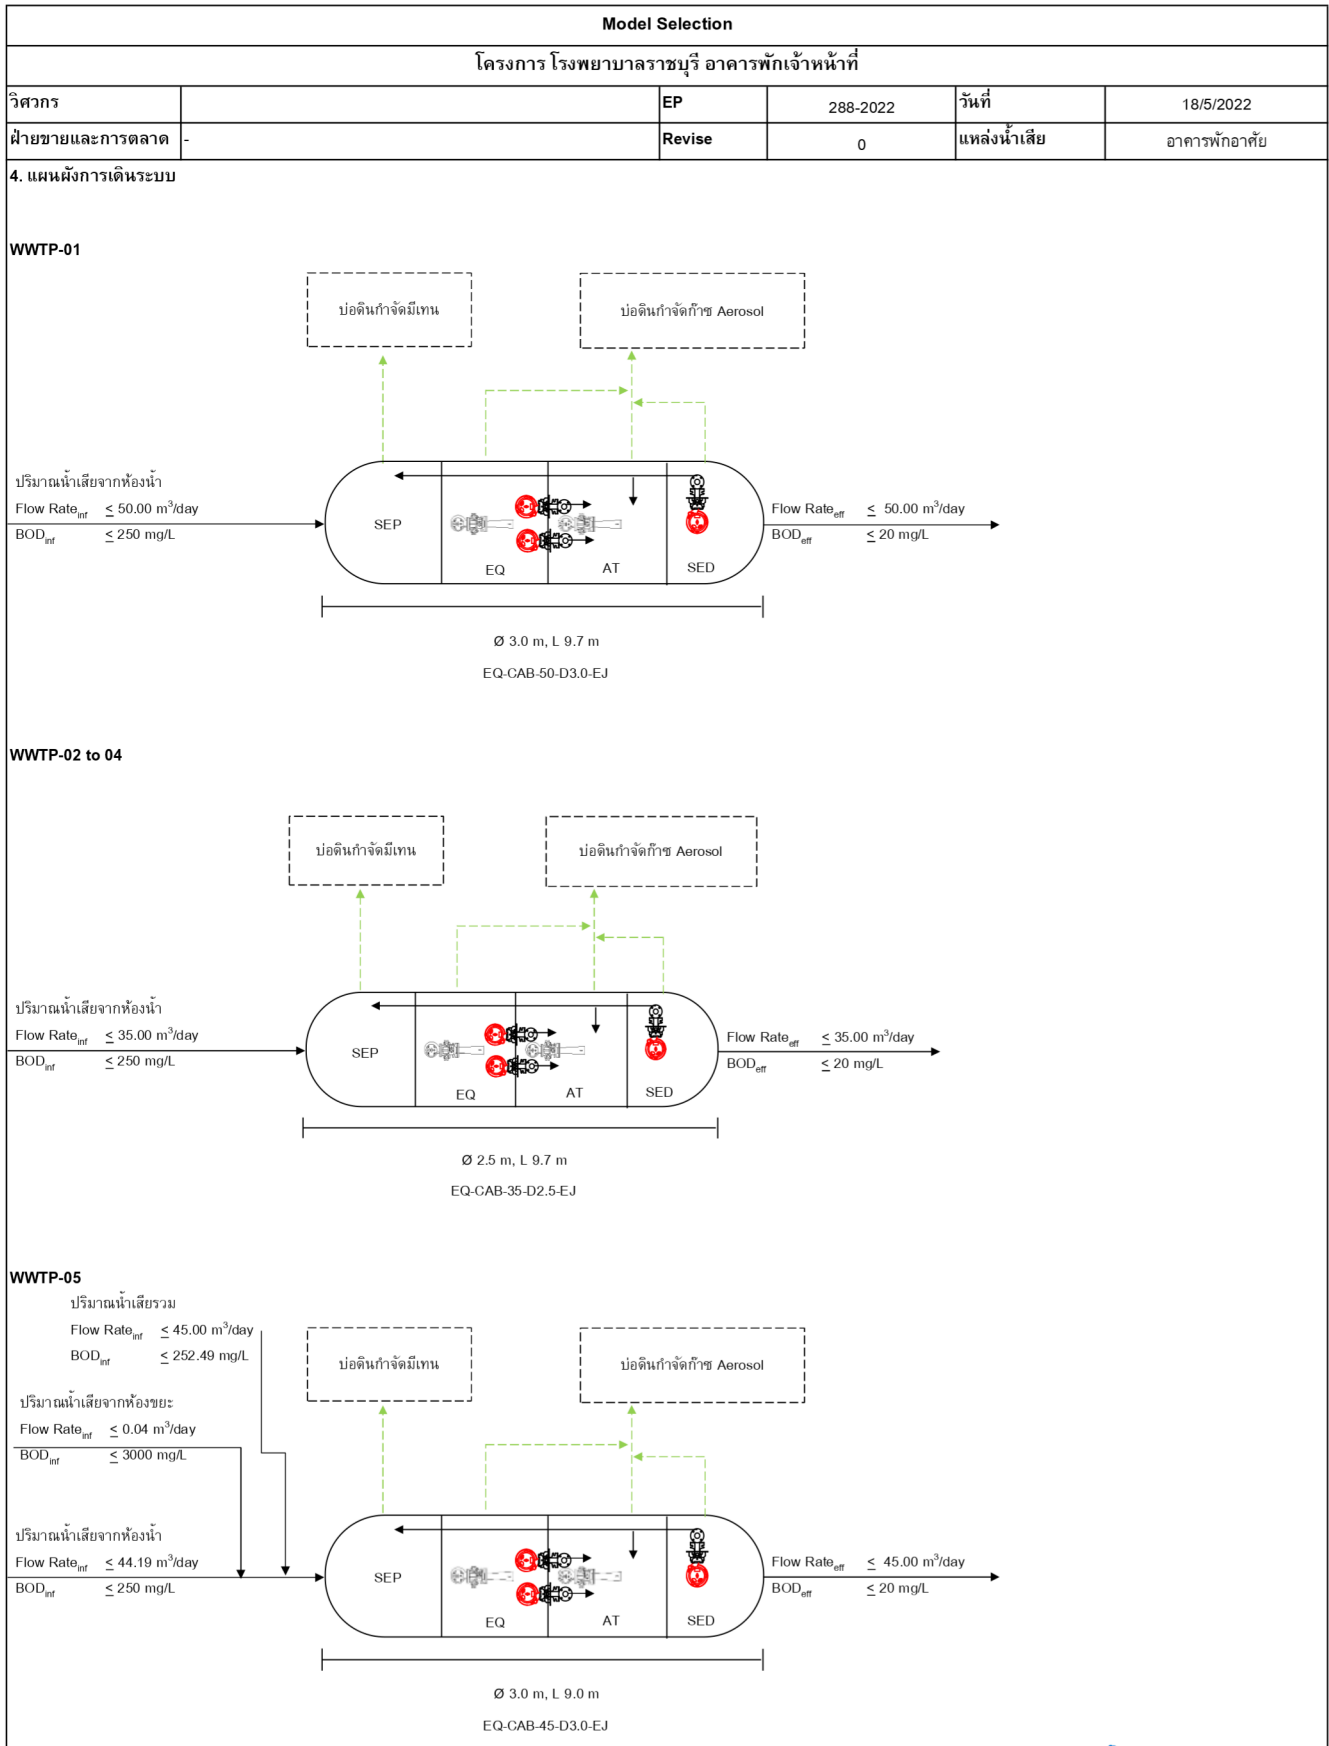 Model Selection
โครงการ โรงพยาบาลราชบุรี อาคารพักเจ้าหน้าที่
วิศวกร EP 288-2022 วันที่ 18/5/2022
ฝ่ายขายและการตลาด - Revise 0 แหล่งน้ำเสีย อาคารพักอาศัย
4. แผนผังการเดินระบบ
WWTP-01
บ่อดินกำจัดมีเทน บ่อดินกำจัดก๊าซ Aerosol
ปริมาณน้ำเสียจากห้องน้ำ
Flow Rateinf ≤ 50.00 m³/day Flow Rateeff ≤ 50.00 m³/day
BODinf ≤ 250 mg/L BODeff ≤ 20 mg/L
SEP EQ AT SED
Ø 3.0 m, L 9.7 m
EQ-CAB-50-D3.0-EJ
WWTP-02 to 04
บ่อดินกำจัดมีเทน บ่อดินกำจัดก๊าซ Aerosol
ปริมาณน้ำเสียจากห้องน้ำ
Flow Rateinf ≤ 35.00 m³/day Flow Rateeff ≤ 35.00 m³/day
BODinf ≤ 250 mg/L BODeff ≤ 20 mg/L
SEP EQ AT SED
Ø 2.5 m, L 9.7 m
EQ-CAB-35-D2.5-EJ
WWTP-05
ปริมาณน้ำเสียรวม
Flow Rateinf ≤ 45.00 m³/day
BODinf ≤ 252.49 mg/L
บ่อดินกำจัดมีเทน บ่อดินกำจัดก๊าซ Aerosol
ปริมาณน้ำเสียจากห้องขยะ
Flow Rateinf ≤ 0.04 m³/day
BODinf ≤ 3000 mg/L
ปริมาณน้ำเสียจากห้องน้ำ
Flow Rateinf ≤ 44.19 m³/day Flow Rateeff ≤ 45.00 m³/day
BODinf ≤ 250 mg/L BODeff ≤ 20 mg/L
SEP EQ AT SED
Ø 3.0 m, L 9.0 m
EQ-CAB-45-D3.0-EJ